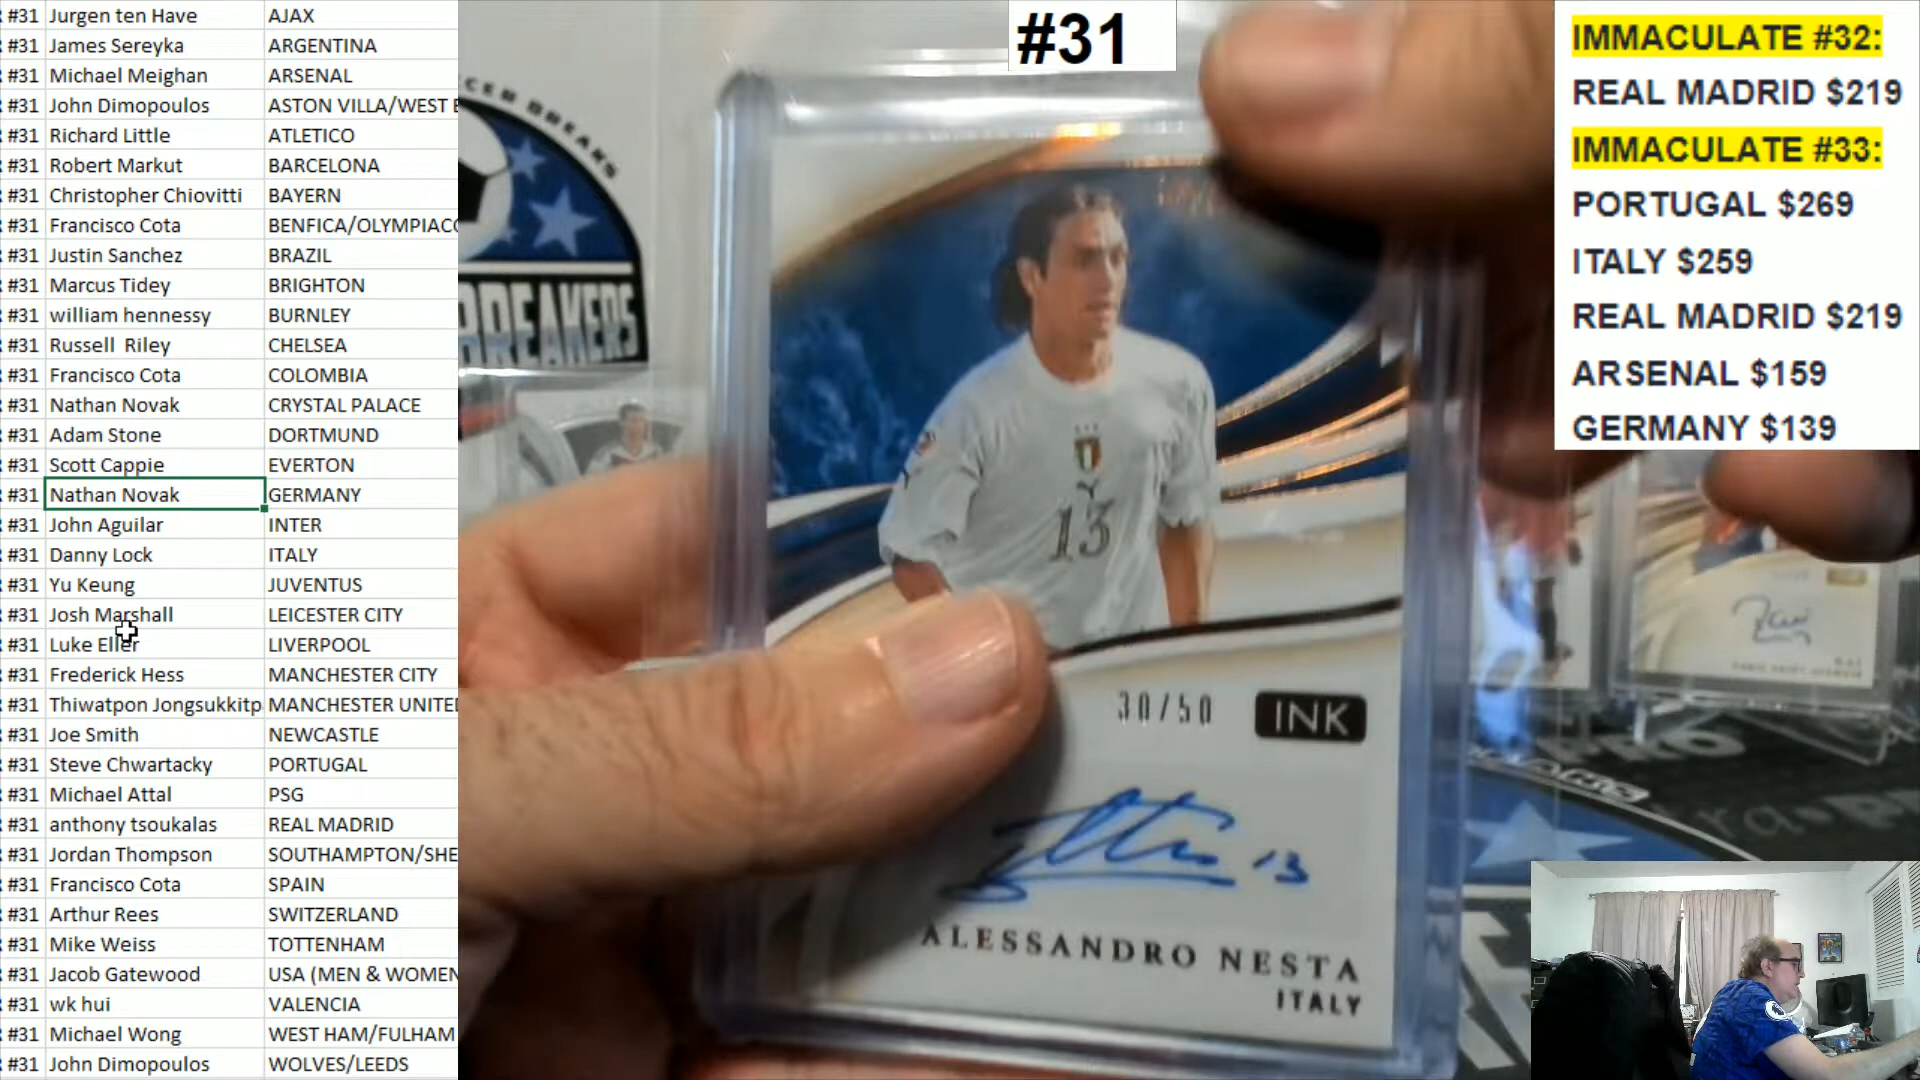 #31 Jurgen ten Have AJAX
#31 James Sereyka ARGENTINA
#31 Michael Meighan ARSENAL
#31 John Dimopoulos ASTON VILLA/WEST
#31 Richard Little ATLETICO
#31 Robert Markut BARCELONA
#31 Christopher Chiovitti BAYERN
#31 Francisco Cota BENFICA/OLYMPIAC
#31 Justin Sanchez BRAZIL
#31 Marcus Tidey BRIGHTON
#31 william hennessy BURNLEY
#31 Russell Riley CHELSEA
#31 Francisco Cota COLOMBIA
#31 Nathan Novak CRYSTAL PALACE
#31 Adam Stone DORTMUND
#31 Scott Cappie EVERTON
#31 Nathan Novak GERMANY
#31 John Aguilar INTER
#31 Danny Lock ITALY
#31 Yu Keung JUVENTUS
#31 Josh Marshall LEICESTER CITY
#31 Luke Eller LIVERPOOL
#31 Frederick Hess MANCHESTER CITY
#31 Thiwatpon Jongsukkitp MANCHESTER UNITED
#31 Joe Smith NEWCASTLE
#31 Steve Chwartacky PORTUGAL
#31 Michael Attal PSG
#31 anthony tsoukalas REAL MADRID
#31 Jordan Thompson SOUTHAMPTON/SHE
#31 Francisco Cota SPAIN
#31 Arthur Rees SWITZERLAND
#31 Mike Weiss TOTTENHAM
#31 Jacob Gatewood USA (MEN & WOMEN
#31 wk hui VALENCIA
#31 Michael Wong WEST HAM/FULHAM
#31 John Dimopoulos WOLVES/LEEDS
#31
BREAKS
BREAKERS
13
30/50
INK
13
ALESSANDRO NESTA
ITALY
IMMACULATE #32:
REAL MADRID $219
IMMACULATE #33:
PORTUGAL $269
ITALY $259
REAL MADRID $219
ARSENAL $159
GERMANY $139